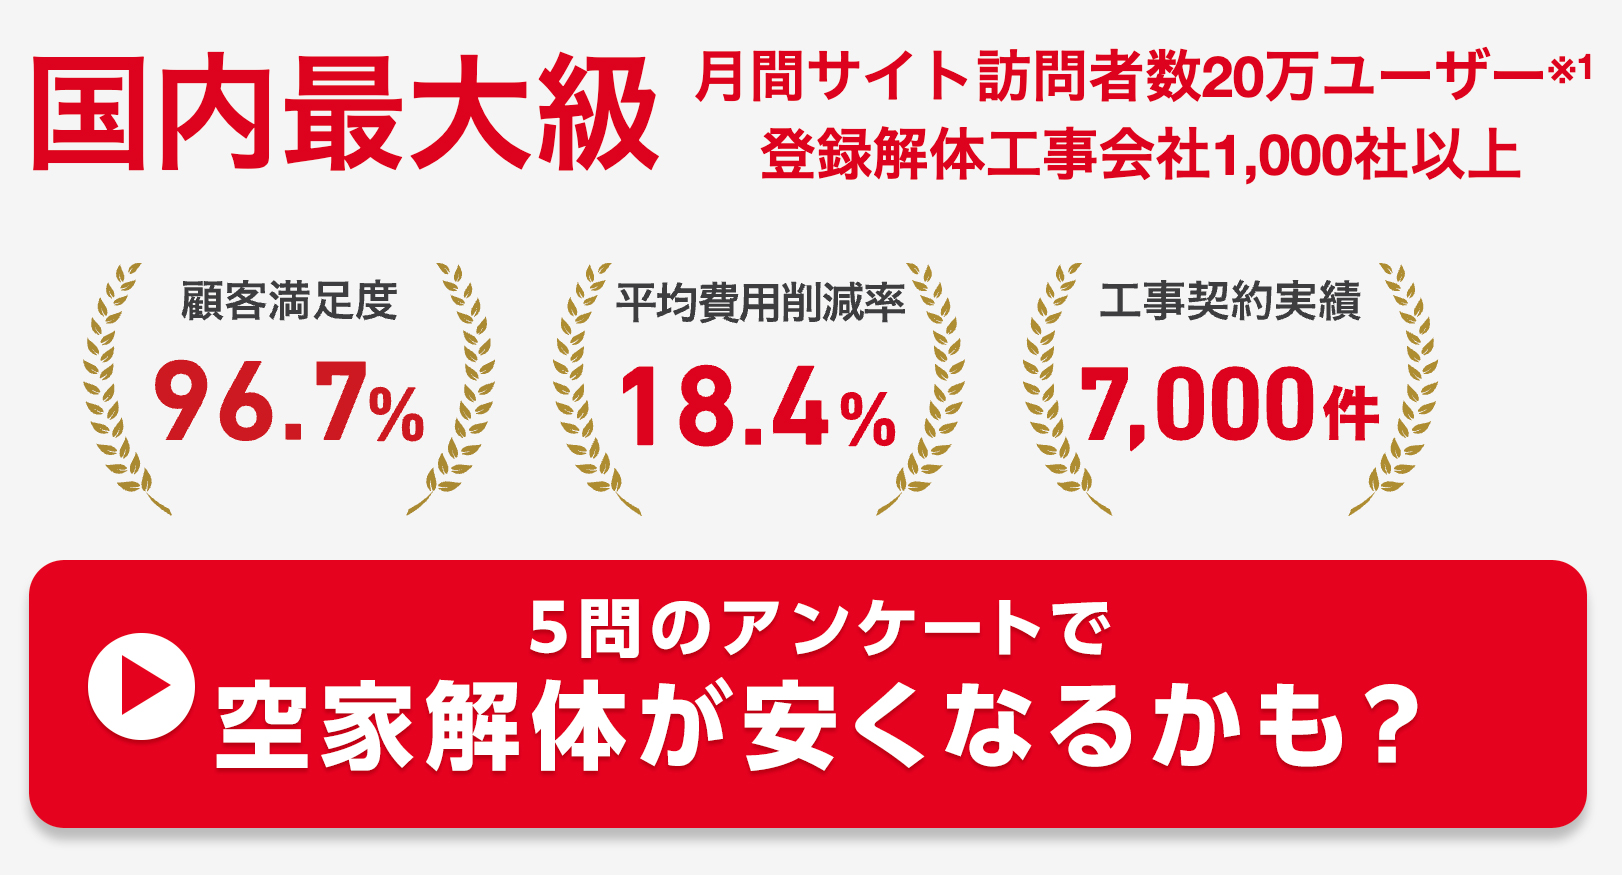 国内最大級
月間サイト訪問者数20万ユーザー※1
登録解体工事会社1,000社以上
顧客満足度
96.7%
平均費用削減率
18.4%
工事契約実績
7,000件
5問のアンケートで
空家解体が安くなるかも？